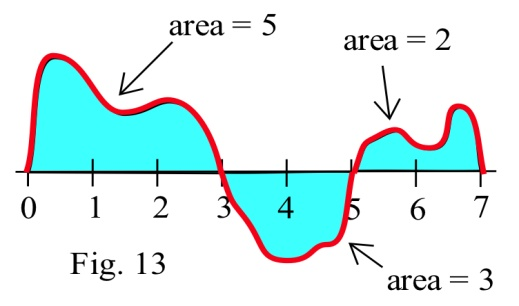 area = 5
area = 2
0 1 2 3 4 5 6 7
Fig. 13
area = 3